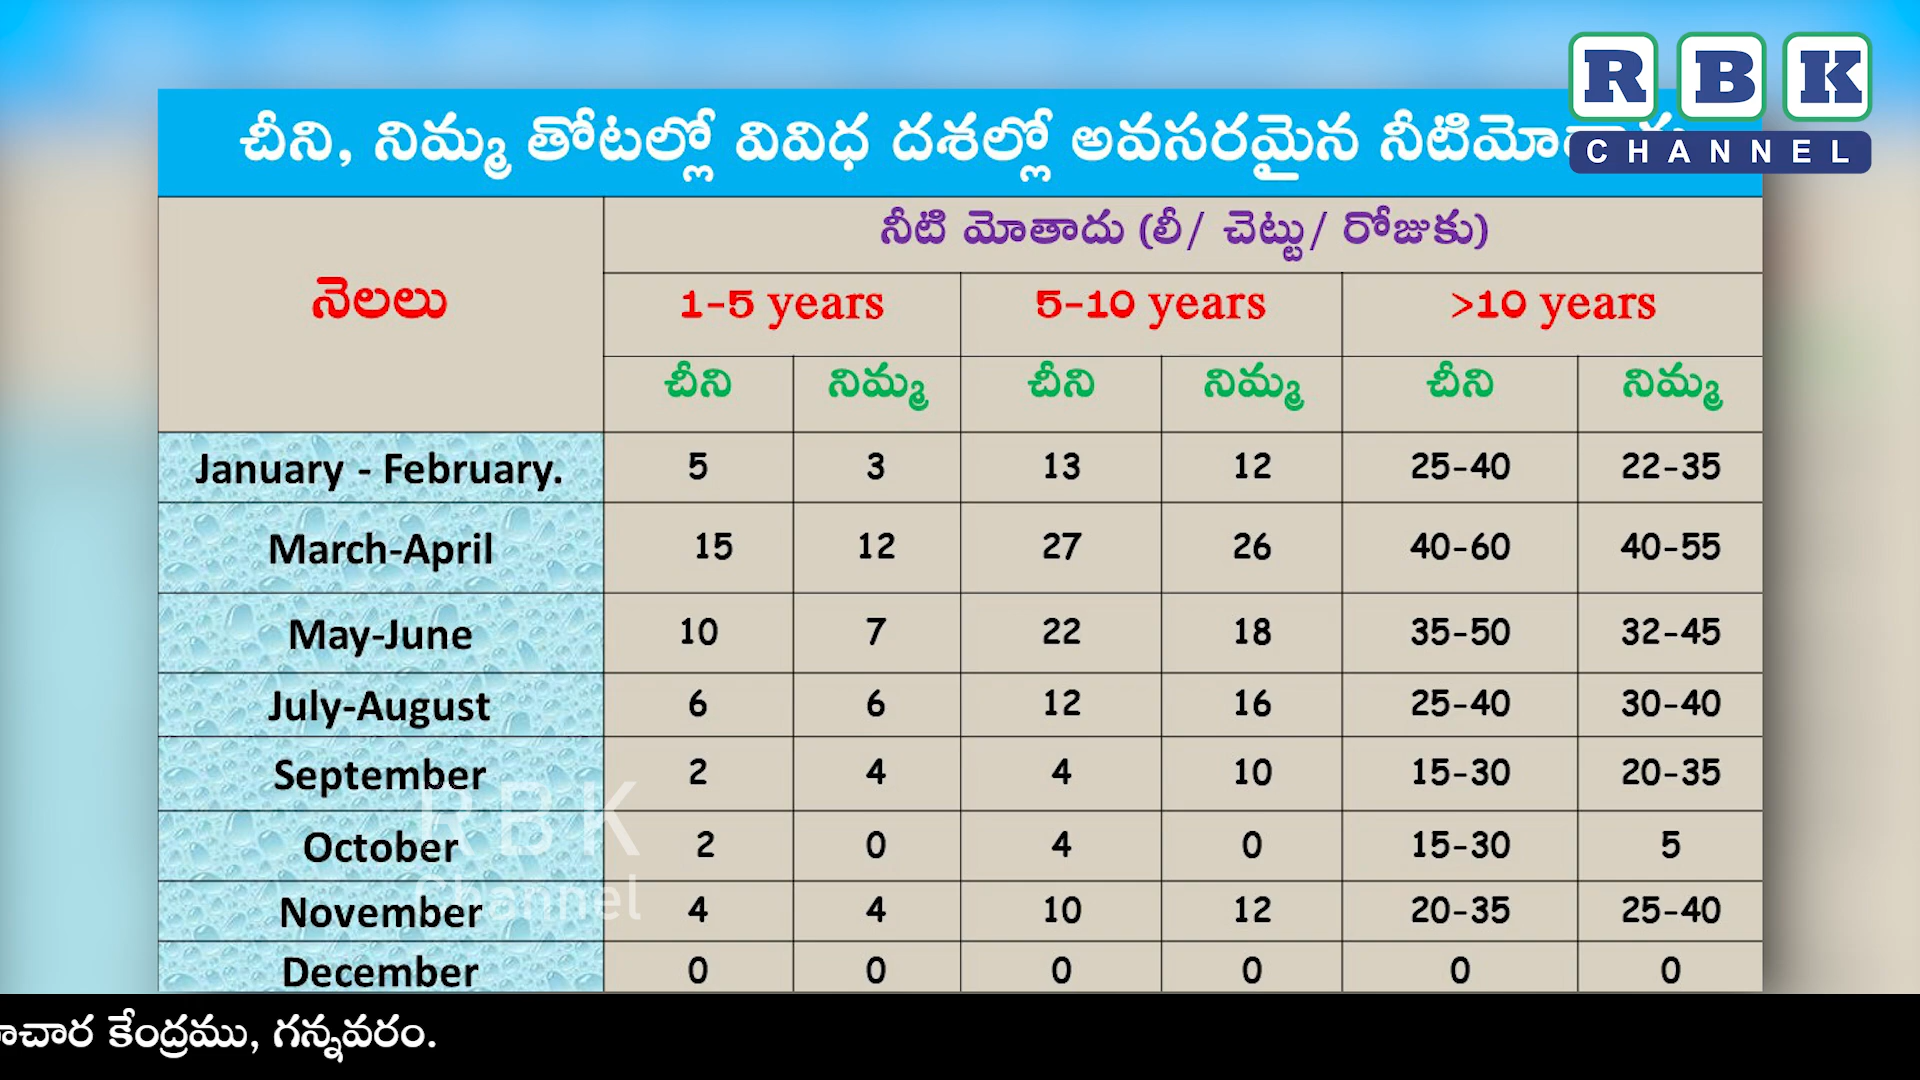 R B K
CHANNEL
చీని, నిమ్మ తోటల్లో వివిధ దశల్లో అవసరమైన
నెలలు
నీటి మోతాదు (లీ/ చెట్టు/ రోజుకు)
1-5 years 5-10 years >10 years
చీని నిమ్మ చీని నిమ్మ చీని నిమ్మ
January - February. 5 3 13 12 25-40 22-35
March-April 15 12 27 26 40-60 40-55
May-June 10 7 22 18 35-50 32-45
July-August 6 6 12 16 25-40 30-40
September 2 4 4 10 15-30 20-35
October 2 0 4 0 15-30 5
November 4 4 10 12 20-35 25-40
December 0 0 0 0 0 0
RBK
Channel
కేంద్రము, గన్నవరం.